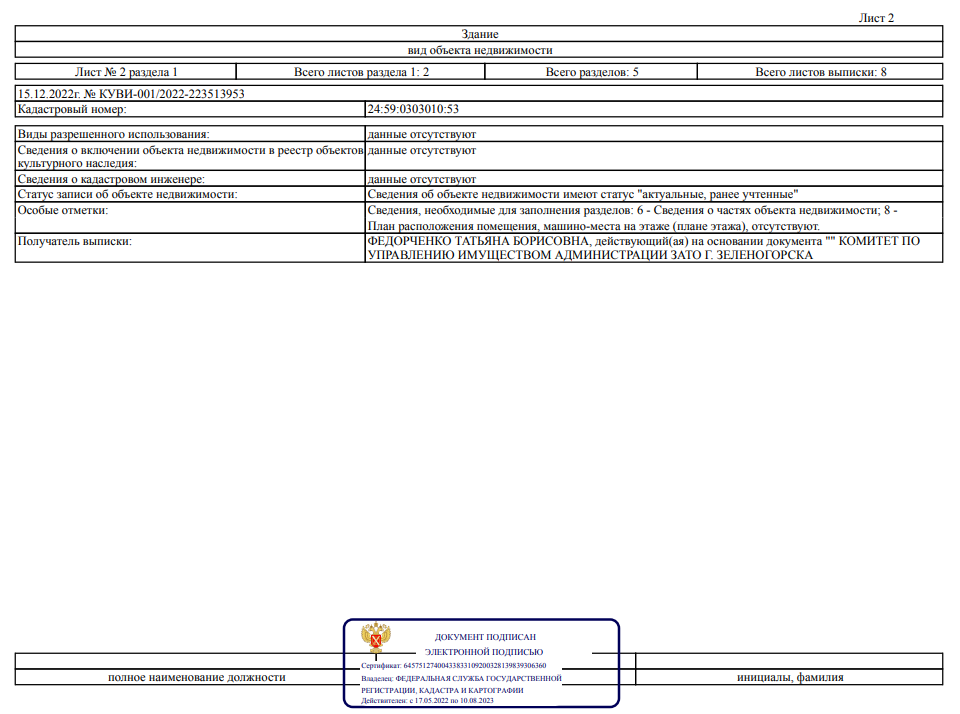 Лист 2
Здание
вид объекта недвижимости
Лист № 2 раздела 1 Всего листов раздела 1: 2 Всего разделов: 5 Всего листов выписки: 8
15.12.2022г. № КУВИ-001/2022-223513953
Кадастровый номер: 24:59:0303010:53
Виды разрешенного использования: данные отсутствуют
Сведения о включении объекта недвижимости в реестр объектов данные отсутствуют
культурного наследия:
Сведения о кадастровом инженере: данные отсутствуют
Статус записи об объекте недвижимости: Сведения об объекте недвижимости имеют статус "актуальные, ранее учтенные"
Особые отметки: Сведения, необходимые для заполнения разделов: 6 - Сведения о частях объекта недвижимости; 8 -
План расположения помещения, машино-места на этаже (плане этажа), отсутствуют.
Получатель выписки: ФЕДОРЧЕНКО ТАТЬЯНА БОРИСОВНА, действующий(ая) на основании документа "" КОМИТЕТ ПО
УПРАВЛЕНИЮ ИМУЩЕСТВОМ АДМИНИСТРАЦИИ ЗАТО Г. ЗЕЛЕНОГОРСКА
ДОКУМЕНТ ПОДПИСАН
ЭЛЕКТРОННОЙ ПОДПИСЬЮ
Сертификат: 64575127400433833109200328139839306360
Владелец: ФЕДЕРАЛЬНАЯ СЛУЖБА ГОСУДАРСТВЕННОЙ
РЕГИСТРАЦИИ, КАДАСТРА И КАРТОГРАФИИ
Действителен: с 17.05.2022 по 10.08.2023
полное наименование должности инициалы, фамилия